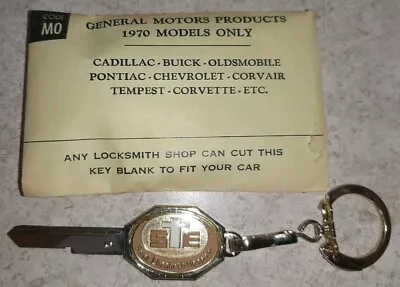 CODE
MO
GENERAL MOTORS PRODUCTS
1970 MODELS ONLY
CADILLAC - BUICK - OLDSMOBILE
PONTIAC - CHEVROLET - CORVAIR
TEMPEST - CORVETTE - ETC.
ANY LOCKSMITH SHOP CAN CUT THIS
KEY BLANK TO FIT YOUR CAR